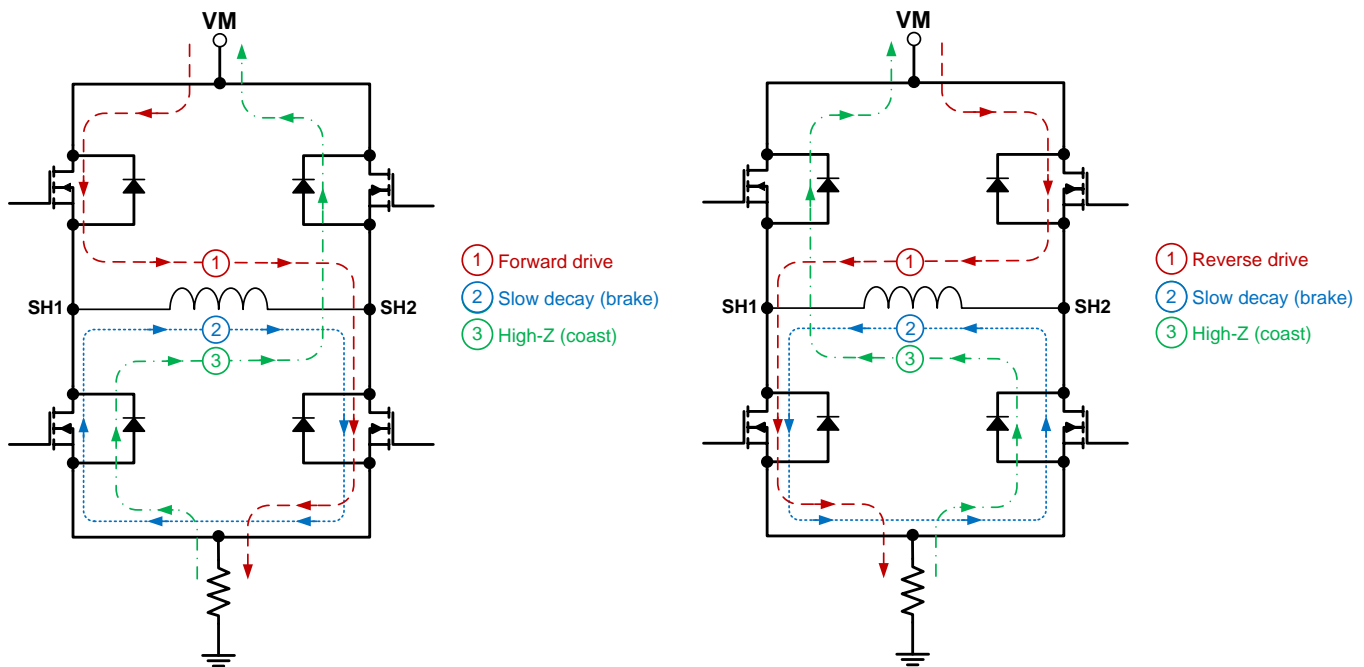 VM
1
1 Forward drive
2 Slow decay (brake)
3 High-Z (coast)
SH1
SH2
2
3
VM
1
1 Reverse drive
2 Slow decay (brake)
3 High-Z (coast)
SH1
SH2
2
3